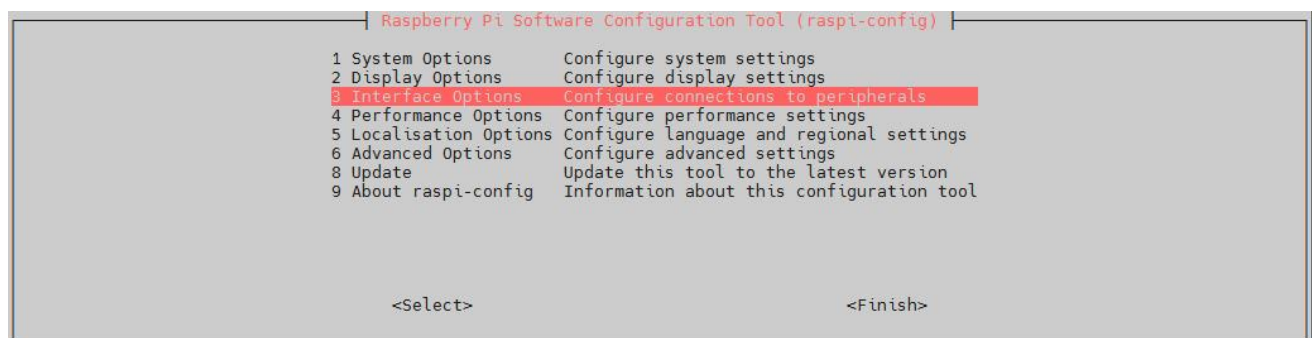 Raspberry Pi Software Configuration Tool (raspi-config)
1 System Options Configure system settings
2 Display Options Configure display settings
3 Interface Options Configure connections to peripherals
4 Performance Options Configure performance settings
5 Localisation Options Configure language and regional settings
6 Advanced Options Configure advanced settings
8 Update Update this tool to the latest version
9 About raspi-config Information about this configuration tool
<Select> <Finish>